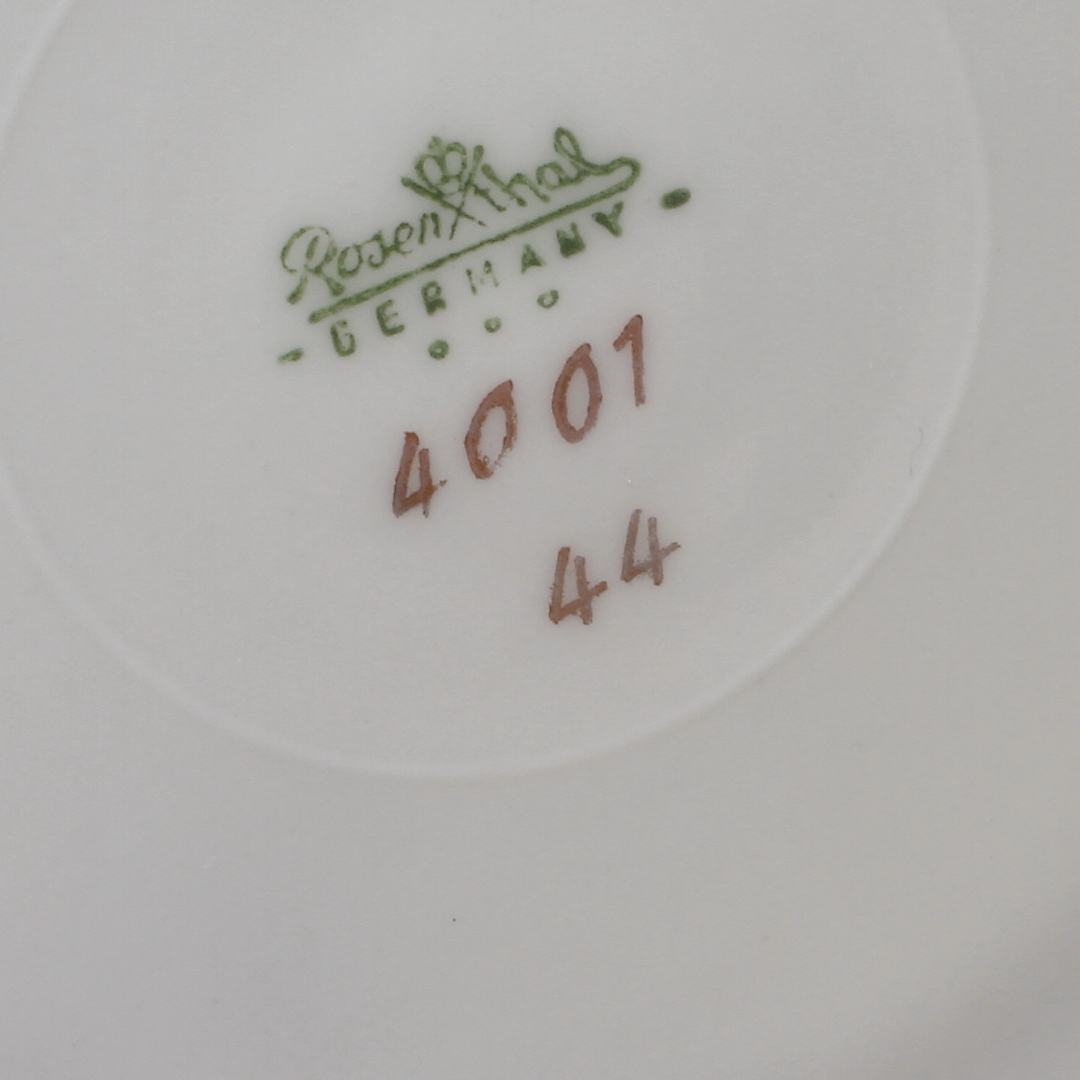 Rosenthal
- GERMANY -
4001
44